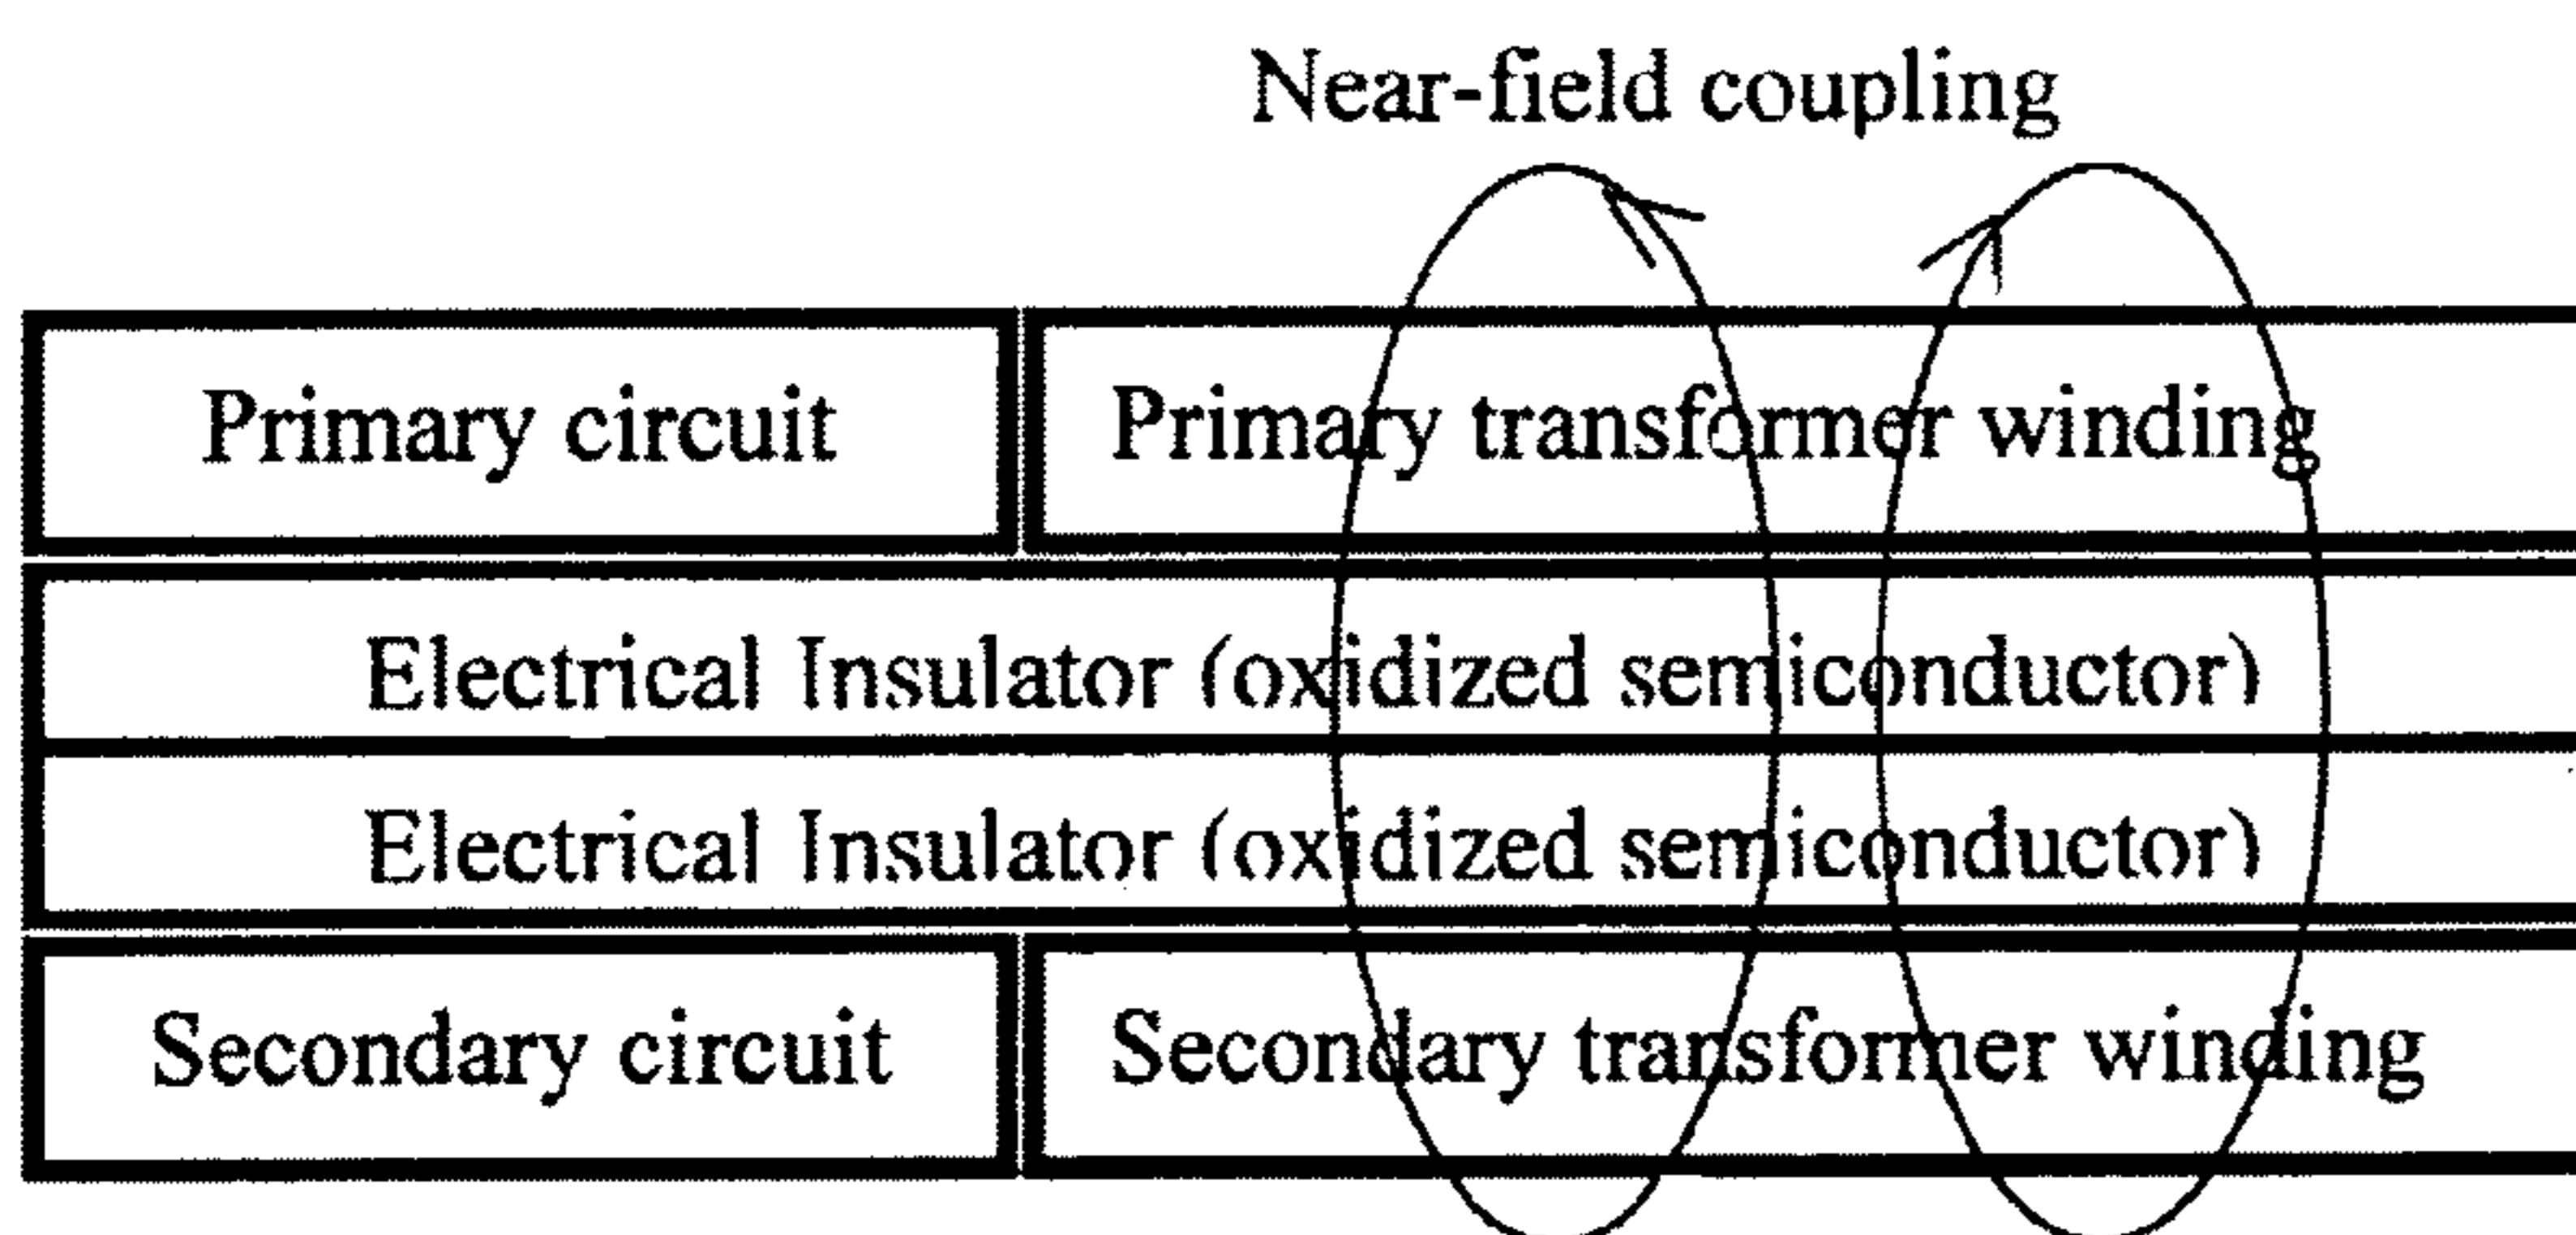 Near-field coupling
Primary circuit
Primary transformer winding
Electrical Insulator (oxidized semiconductor)
Electrical Insulator (oxidized semiconductor)
Secondary circuit
Secondary transformer winding